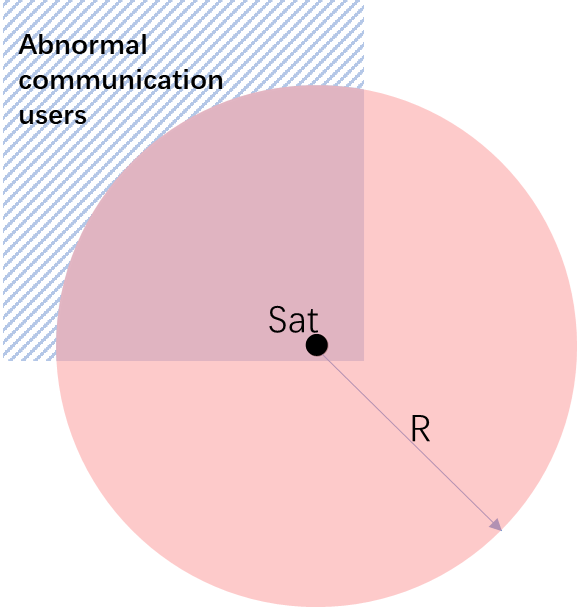 Abnormal
communication
users
Sat
R